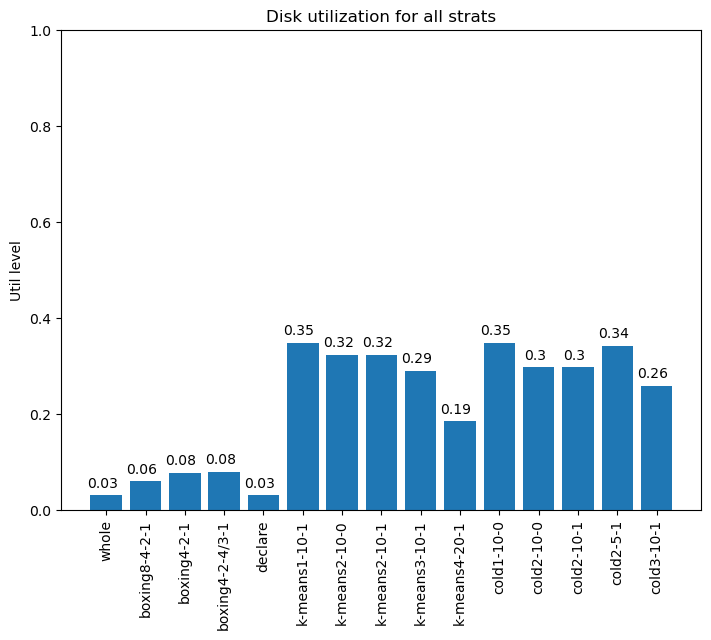 Disk utilization for all strats
1.0
0.8
0.6
0.4
0.2
0.0
Util level
0.03
0.06
0.08
0.08
0.03
0.35
0.32
0.32
0.29
0.19
0.35
0.3
0.3
0.34
0.26
whole
boxing8-4-2-1
boxing4-2-1
boxing4-2-4/3-1
declare
k-means1-10-1
k-means2-10-0
k-means2-10-1
k-means3-10-1
k-means4-20-1
cold1-10-0
cold2-10-0
cold2-10-1
cold2-5-1
cold3-10-1